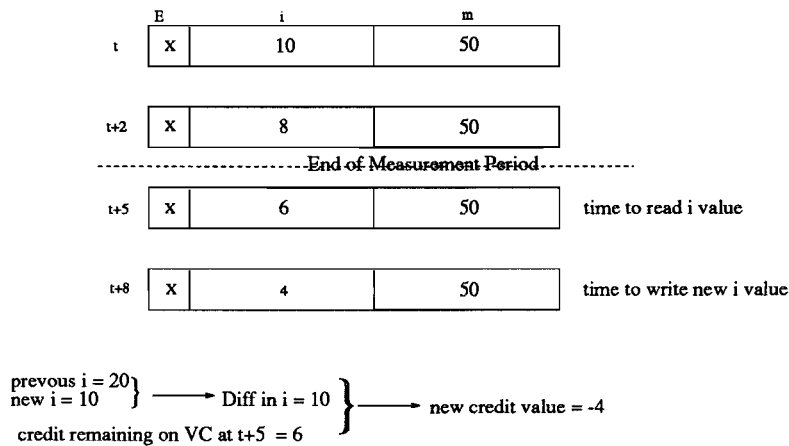 E i m
t X 10 50
t+2 X 8 50
End of Measurement Period
t+5 X 6 50 time to read i value
t+8 X 4 50 time to write new i value
prevous i = 20
new i = 10
Diff in i = 10
credit remaining on VC at t+5 = 6
new credit value = -4